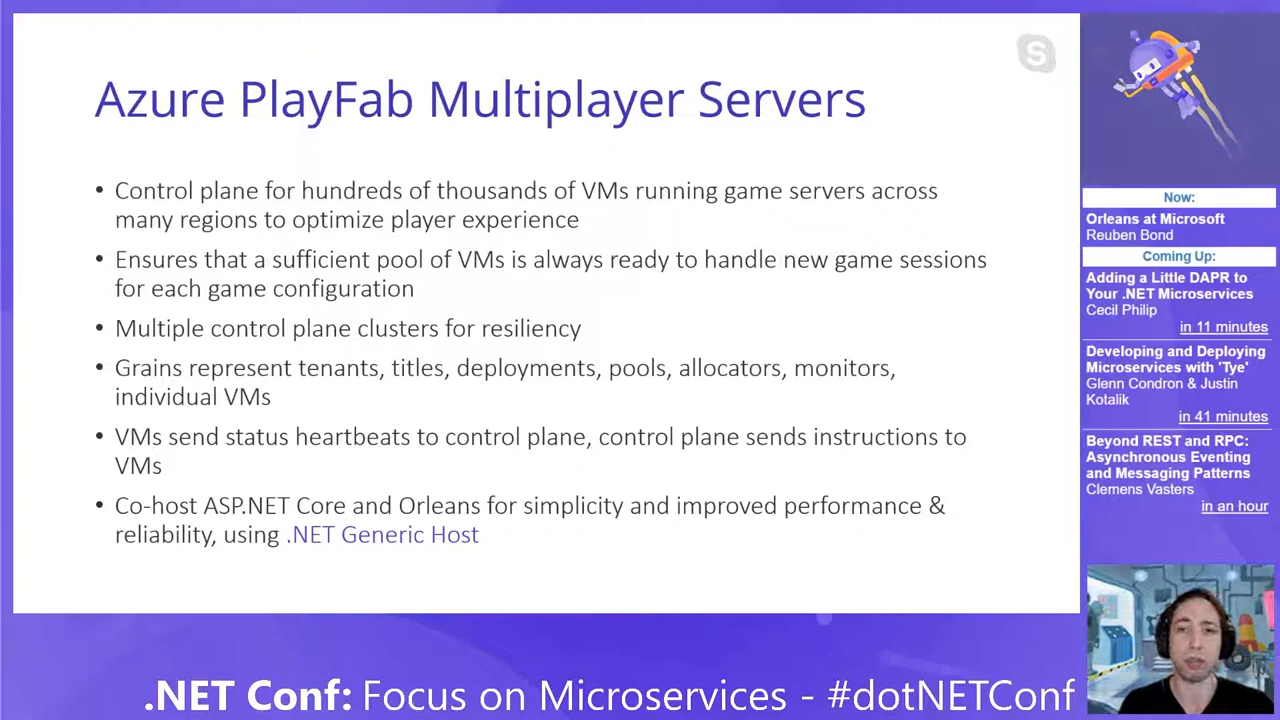 S
Azure PlayFab Multiplayer Servers
• Control plane for hundreds of thousands of VMs running game servers across
many regions to optimize player experience
• Ensures that a sufficient pool of VMs is always ready to handle new game sessions
for each game configuration
• Multiple control plane clusters for resiliency
• Grains represent tenants, titles, deployments, pools, allocators, monitors,
individual VMs
• VMs send status heartbeats to control plane, control plane sends instructions to
VMs
• Co-host ASP.NET Core and Orleans for simplicity and improved performance &
reliability, using .NET Generic Host
Now:
Orleans at Microsoft
Reuben Bond
Coming Up:
Adding a Little DAPR to
Your .NET Microservices
Cecil Philip
in 11 minutes
Developing and Deploying
Microservices with 'Tye'
Glenn Condron & Justin
Kotalik
in 41 minutes
Beyond REST and RPC:
Asynchronous Eventing
and Messaging Patterns
Clemens Vasters
in an hour
.NET Conf: Focus on Microservices - #dotNETConf